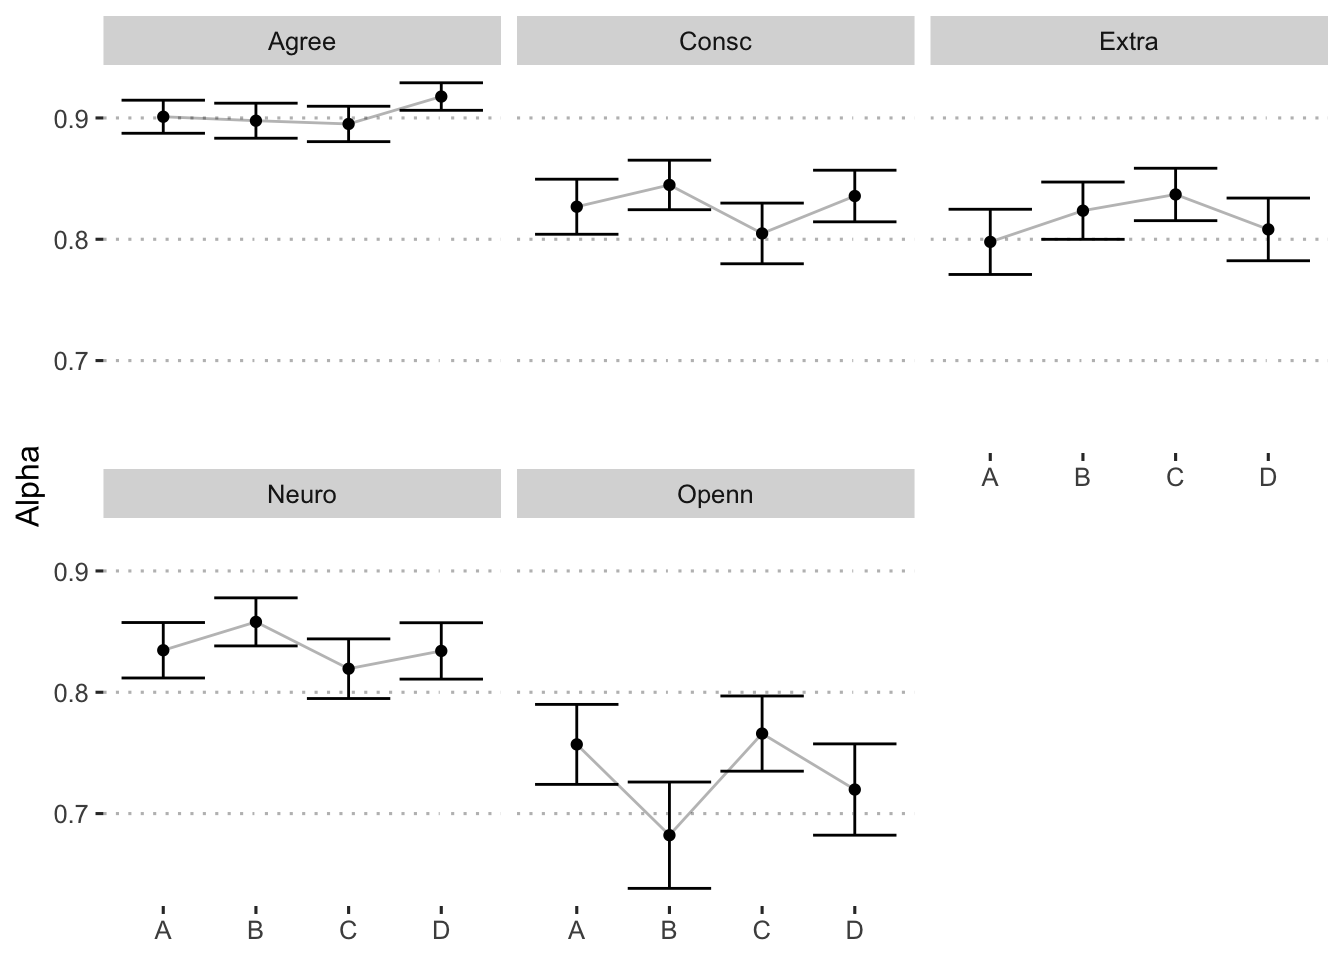 Agree Consc Extra
0.9
0.8
0.7
A B C D
Alpha
Neuro Openn
0.9
0.8
0.7
A B C D A B C D